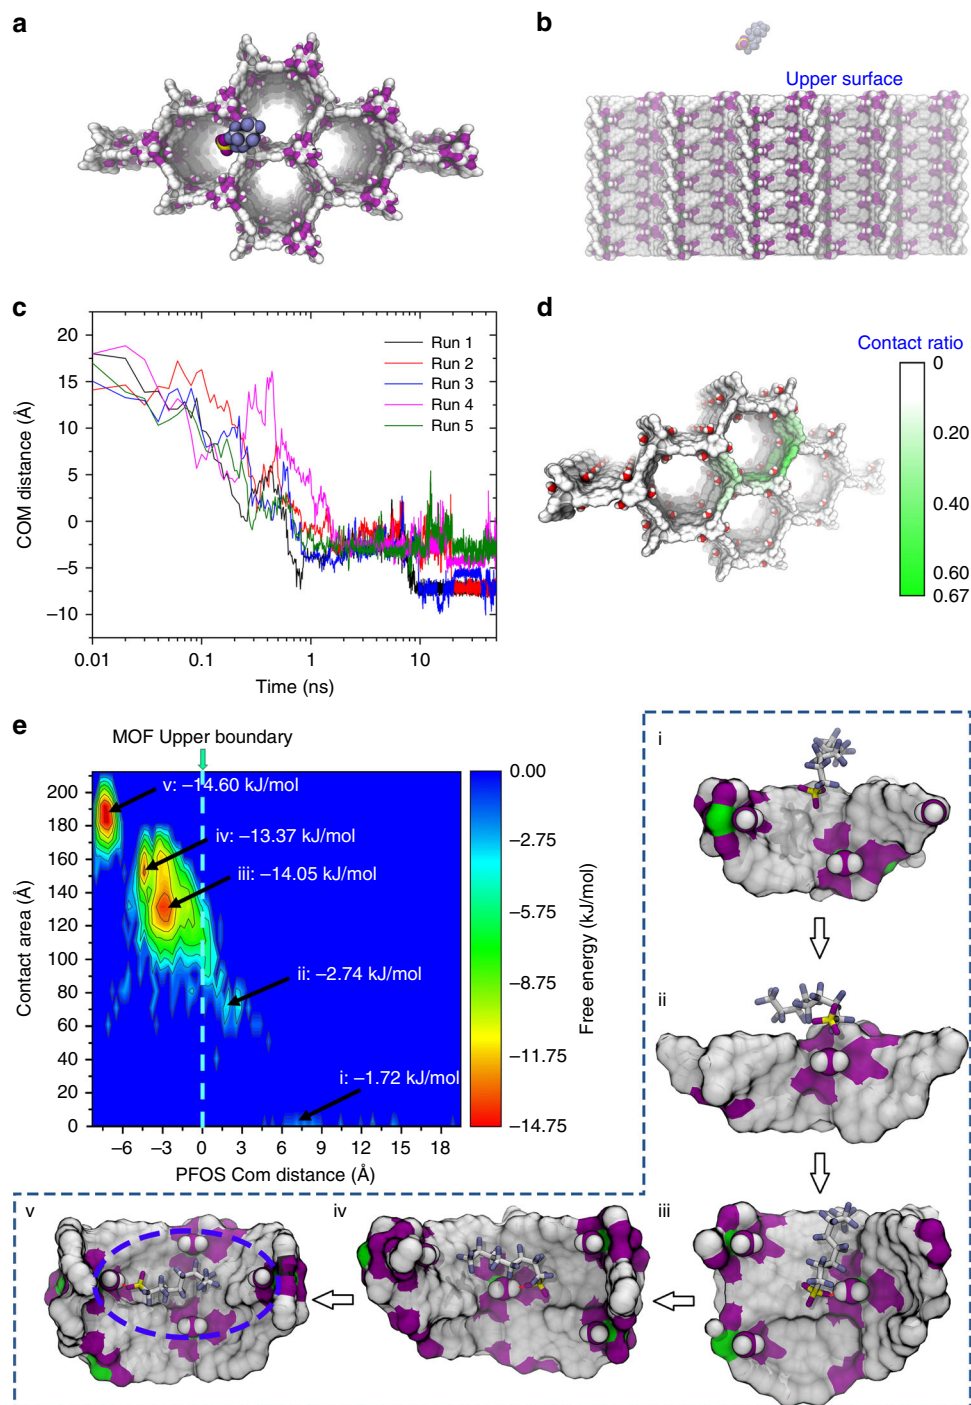 a
b
Upper surface
c
COM distance (Å)
20
15
10
5
0
−5
−10
0.01
0.1
1
10
Time (ns)
Run 1
Run 2
Run 3
Run 4
Run 5
d
Contact ratio
0
0.20
0.40
0.60
0.67
e
MOF Upper boundary
Contact area (Å)
200
180
160
140
120
100
80
60
40
20
0
v: −14.60 kJ/mol
iv: −13.37 kJ/mol
iii: −14.05 kJ/mol
ii: −2.74 kJ/mol
i: −1.72 kJ/mol
−6
−3
0
3
6
9
12
15
18
PFOS Com distance (Å)
0.00
−2.75
−5.75
−8.75
−11.75
−14.75
Free energy (kJ/mol)
i
ii
iii
iv
v